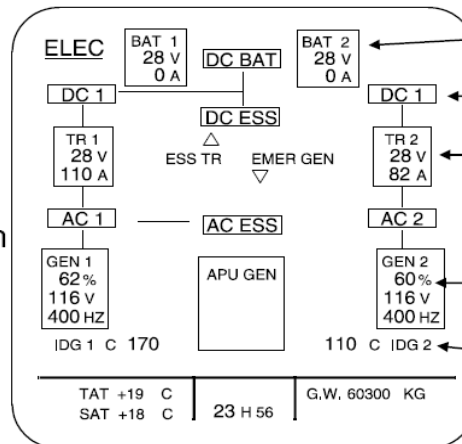 ELEC
BAT 1
28 V
0 A
DC BAT
BAT 2
28 V
0 A
DC 1
DC 1
DC ESS
TR 1
28 V
110 A
ESS TR
EMER GEN
TR 2
28 V
82 A
AC 1
AC ESS
AC 2
n
GEN 1
62 %
116 V
400 HZ
APU GEN
GEN 2
60 %
116 V
400 HZ
IDG 1 C 170
110 C IDG 2
TAT +19 C
SAT +18 C
23 H 56
G.W. 60300 KG